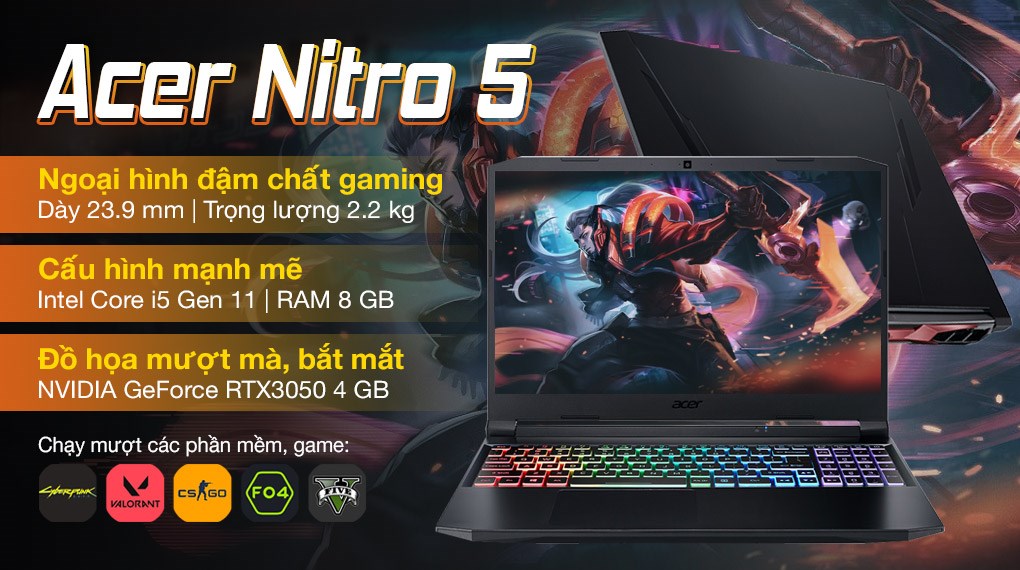 Acer Nitro 5
Ngoại hình đậm chất gaming
Dày 23.9 mm | Trọng lượng 2.2 kg
Cấu hình mạnh mẽ
Intel Core i5 Gen 11 | RAM 8 GB
Đồ họa mượt mà, bắt mắt
NVIDIA GeForce RTX3050 4 GB
Chạy mượt các phần mềm, game:
Cyberpunk
VALORANT
CS GO
FO4
V
FIVE
acer